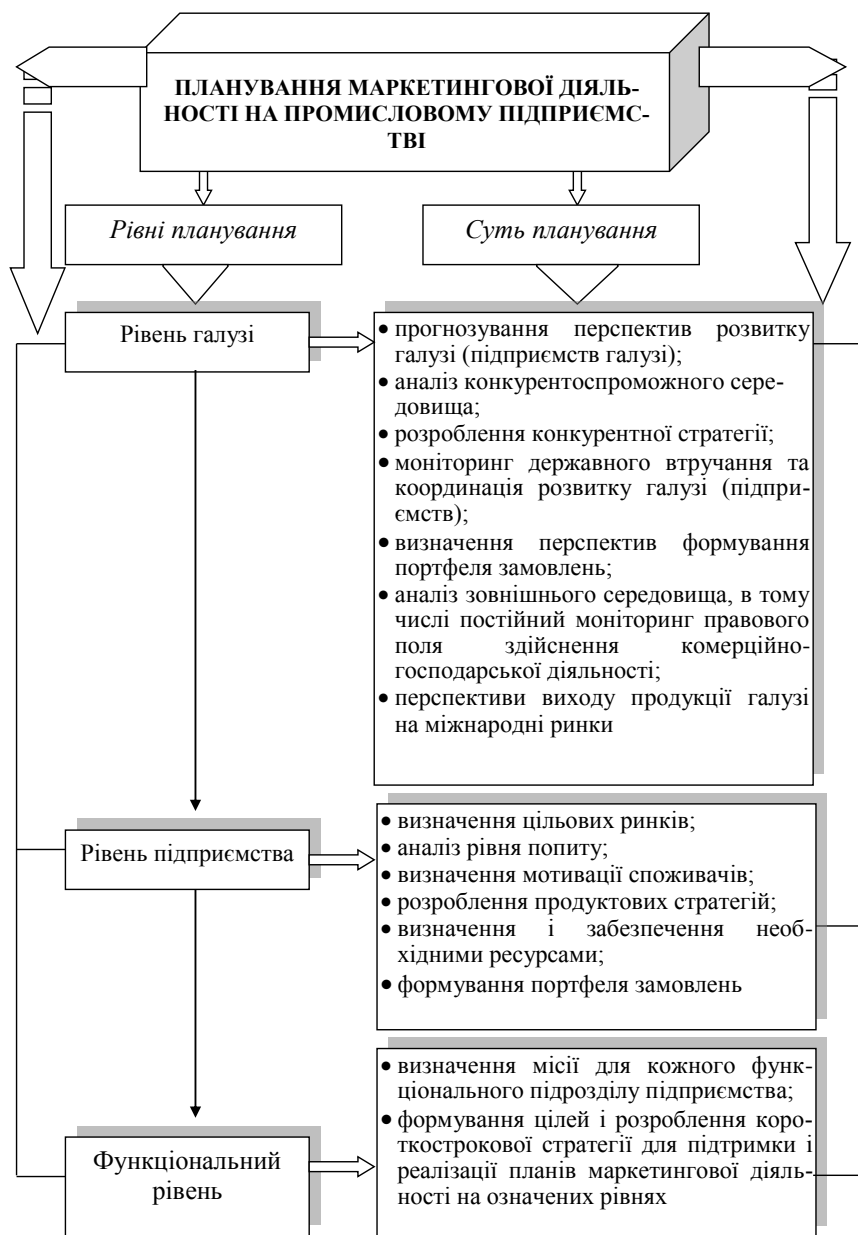 ПЛАНУВАННЯ МАРКЕТИНГОВОЇ ДІЯЛЬ-
НОСТІ НА ПРОМИСЛОВОМУ ПІДПРИЄМС-
ТВІ
Рівні планування
Суть планування
Рівень галузі
• прогнозування перспектив розвитку
галузі (підприємств галузі);
• аналіз конкурентоспроможного сере-
довища;
• розроблення конкурентної стратегії;
• моніторинг державного втручання та
координація розвитку галузі (підпри-
ємств);
• визначення перспектив формування
портфеля замовлень;
• аналіз зовнішнього середовища, в тому
числі постійний моніторинг правового
поля здійснення комерційно-
господарської діяльності;
• перспективи виходу продукції галузі
на міжнародні ринки
Рівень підприємства
• визначення цільових ринків;
• аналіз рівня попиту;
• визначення мотивації споживачів;
• розроблення продуктових стратегій;
• визначення і забезпечення необ-
хідними ресурсами;
• формування портфеля замовлень
Функціональний
рівень
• визначення місії для кожного функ-
ціонального підрозділу підприємства;
• формування цілей і розроблення коро-
ткострокової стратегії для підтримки і
реалізації планів маркетингової діяль-
ності на означених рівнях